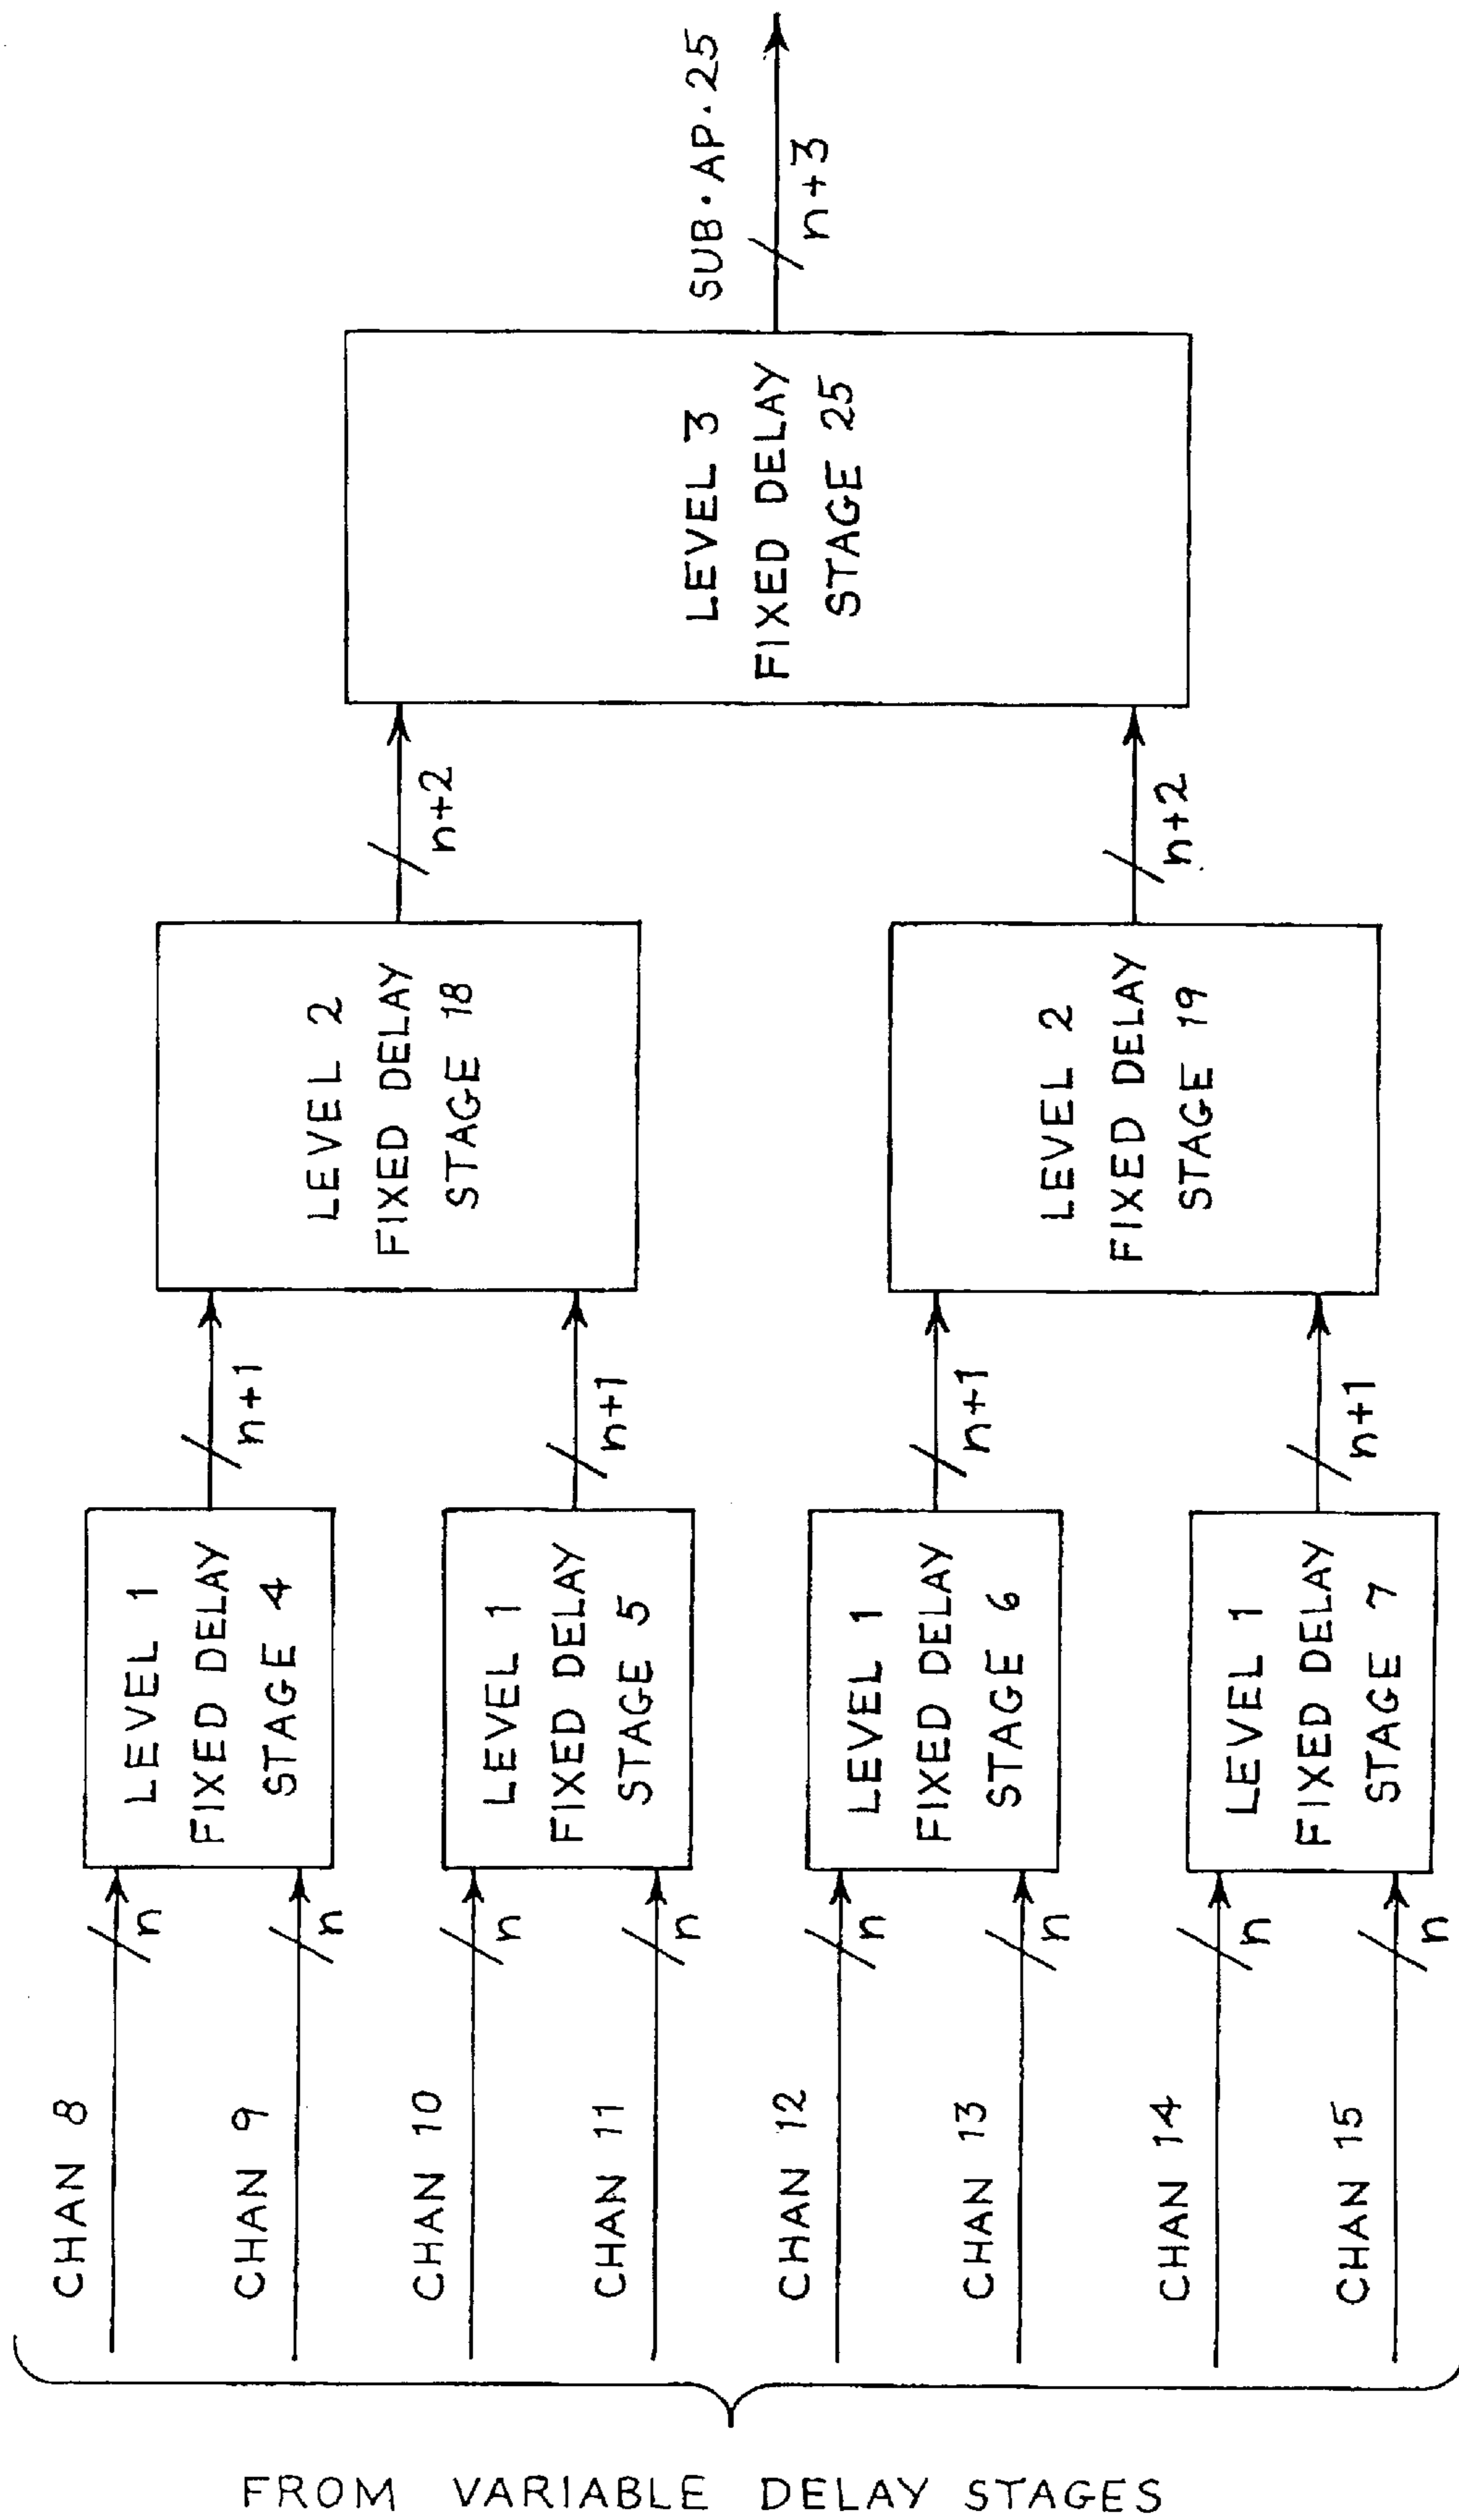 FROM VARIABLE DELAY STAGES
CHAN 8
n
CHAN 9
n
CHAN 10
n
CHAN 11
n
CHAN 12
n
CHAN 13
n
CHAN 14
n
CHAN 15
n
LEVEL 1
FIXED DELAY
STAGE 4
LEVEL 1
FIXED DELAY
STAGE 5
LEVEL 1
FIXED DELAY
STAGE 6
LEVEL 1
FIXED DELAY
STAGE 7
n+1
n+1
n+1
n+1
LEVEL 2
FIXED DELAY
STAGE 18
LEVEL 2
FIXED DELAY
STAGE 19
n+2
n+2
LEVEL 3
FIXED DELAY
STAGE 25
SUB·AP·25
n+3